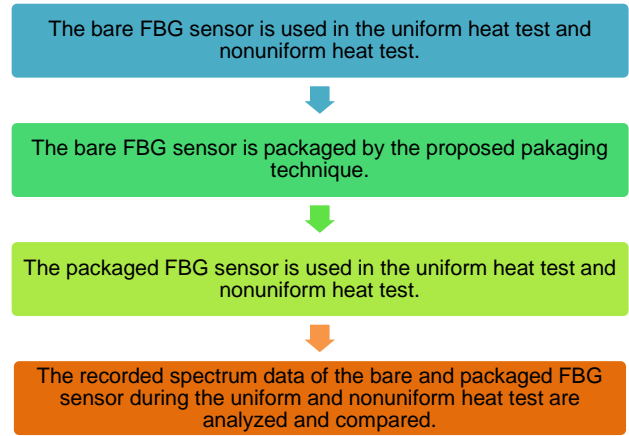 The bare FBG sensor is used in the uniform heat test and
nonuniform heat test.
The bare FBG sensor is packaged by the proposed pakaging
technique.
The packaged FBG sensor is used in the uniform heat test and
nonuniform heat test.
The recorded spectrum data of the bare and packaged FBG
sensor during the uniform and nonuniform heat test are
analyzed and compared.